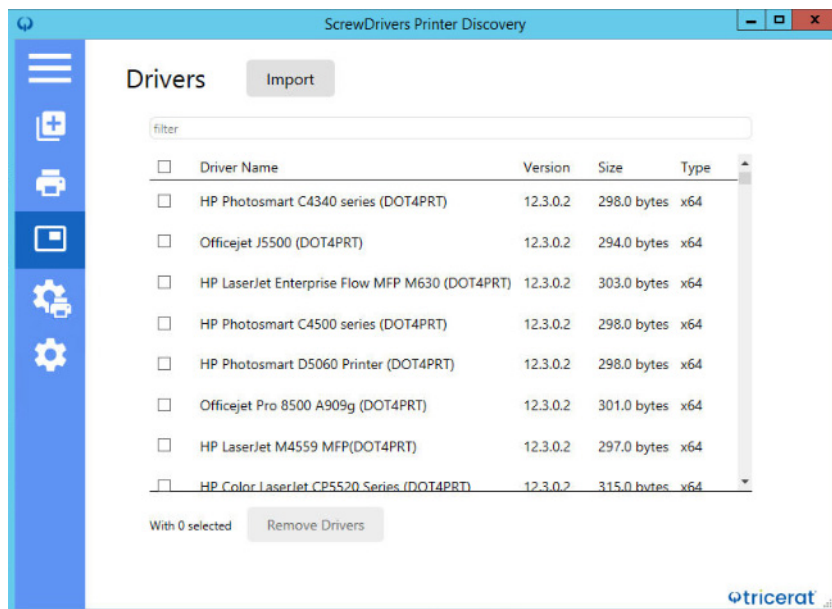 ScrewDrivers Printer Discovery
Drivers Import
filter
Driver Name Version Size Type
HP Photosmart C4340 series (DOT4PRT) 12.3.0.2 298.0 bytes x64
Officejet J5500 (DOT4PRT) 12.3.0.2 294.0 bytes x64
HP LaserJet Enterprise Flow MFP M630 (DOT4PRT) 12.3.0.2 303.0 bytes x64
HP Photosmart C4500 series (DOT4PRT) 12.3.0.2 298.0 bytes x64
HP Photosmart D5060 Printer (DOT4PRT) 12.3.0.2 298.0 bytes x64
Officejet Pro 8500 A909g (DOT4PRT) 12.3.0.2 301.0 bytes x64
HP LaserJet M4559 MFP(DOT4PRT) 12.3.0.2 297.0 bytes x64
HP Color LaserJet CP5520 Series (DOT4PRT) 12.3.0.2 315.0 bytes x64
With 0 selected Remove Drivers
tricerat